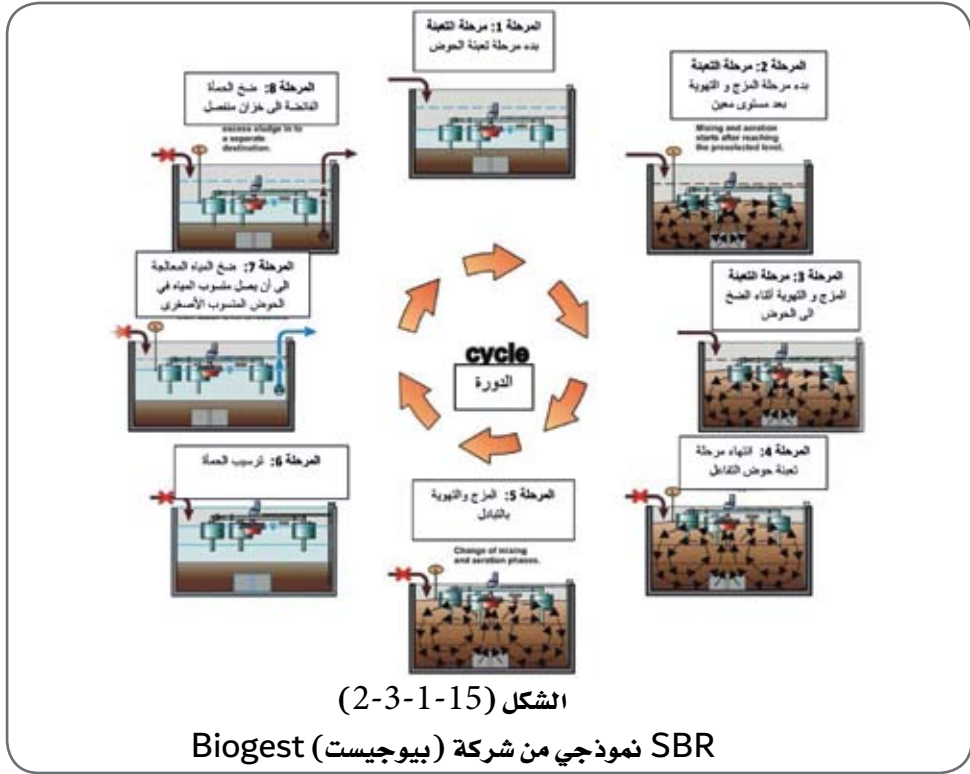 المرحلة 1: مرحلة التعبئة
بدء مرحلة تعبئة الحوض
المرحلة 2: مرحلة التعبئة
بدء مرحلة المزج و التهوية
بعد مستوى معين
Mixing and aeration
starts after reaching
the preselected level.
المرحلة 3: مرحلة التعبئة
المزج و التهوية أثناء الضخ
الى الحوض
المرحلة 4: انتهاء مرحلة
تعبئة حوض التفاعل
المرحلة 5: المزج والتهوية
بالتبادل
Change of mixing
and aeration phases.
المرحلة 6: ترسيب الحمأة
المرحلة 7: ضخ المياه المعالجة
الى أن يصل منسوب المياه في
الحوض المنسوب الأصغري
المرحلة 8: ضخ الحمأة
الفائضة الى خزان منفصل
excess sludge in to
a separate
destination.
cycle
الدورة
الشكل (15-1-3-2)
SBR نموذجي من شركة (بيوجيست) Biogest